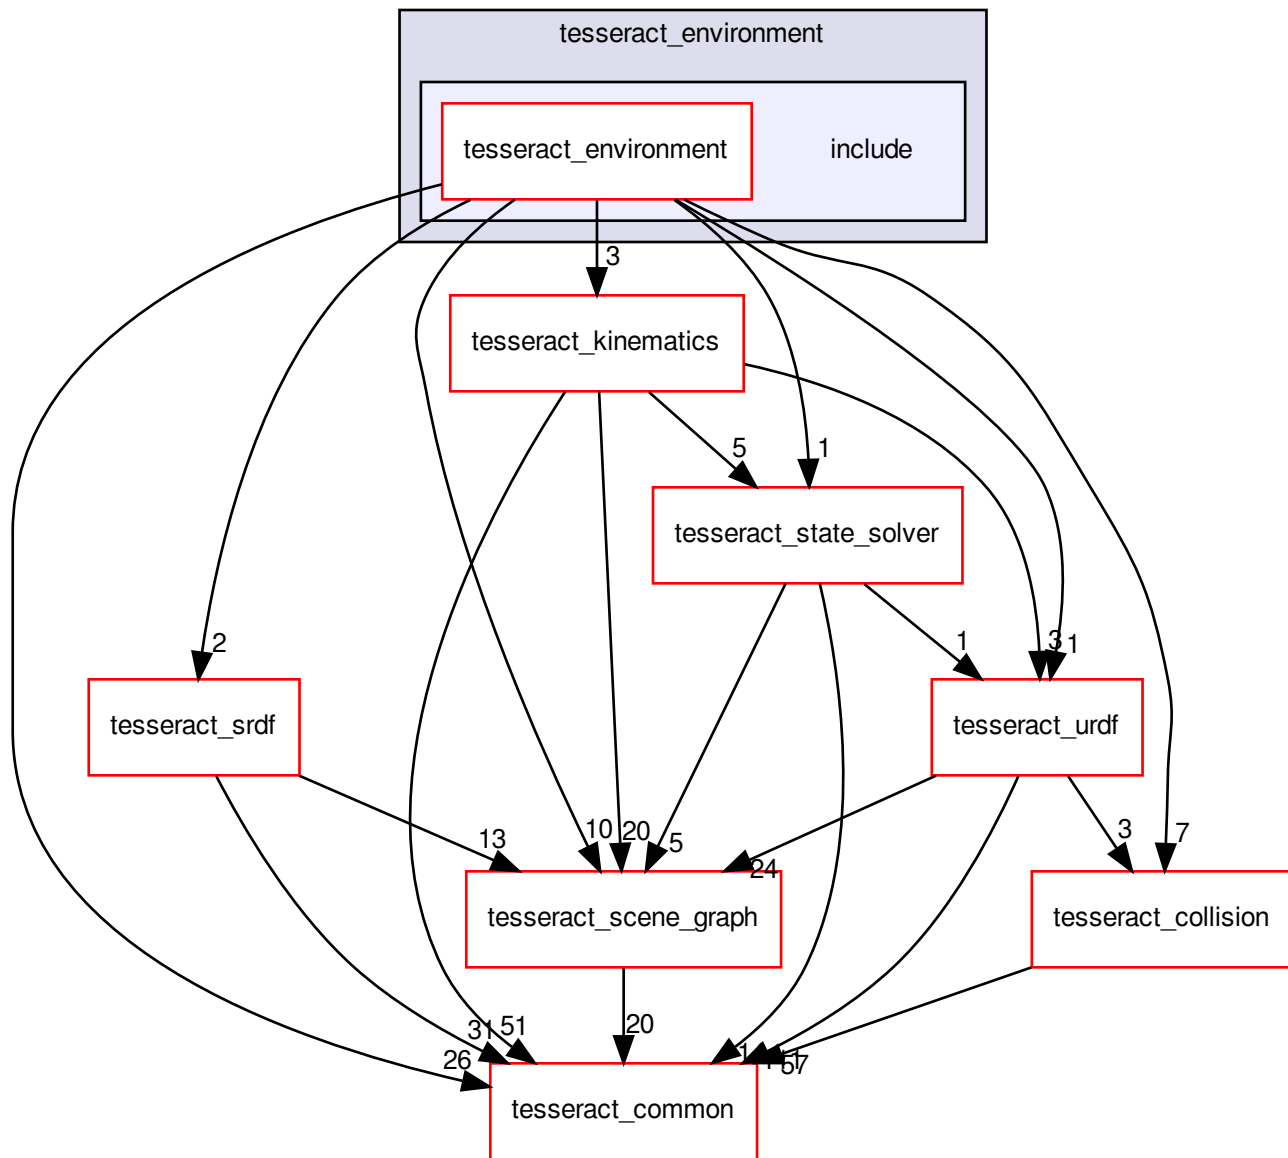 tesseract_environment
tesseract_environment
include
3
tesseract_kinematics
5
1
tesseract_state_solver
2
1
3
1
tesseract_srdf
tesseract_urdf
13
10
20
5
24
3
7
tesseract_scene_graph
tesseract_collision
26
31
51
20
57
tesseract_common